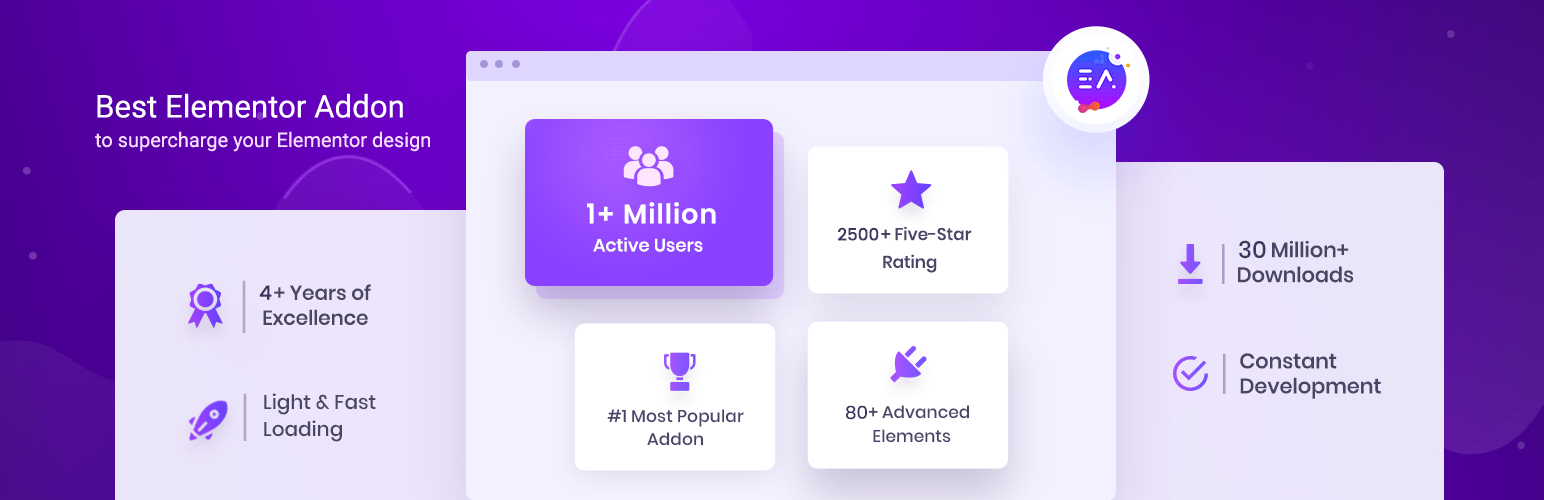 Best Elementor Addon
to supercharge your Elementor design
EA.
1+ Million
Active Users
2500+ Five-Star
Rating
#1 Most Popular
Addon
80+ Advanced
Elements
4+ Years of
Excellence
Light & Fast
Loading
30 Million+
Downloads
Constant
Development